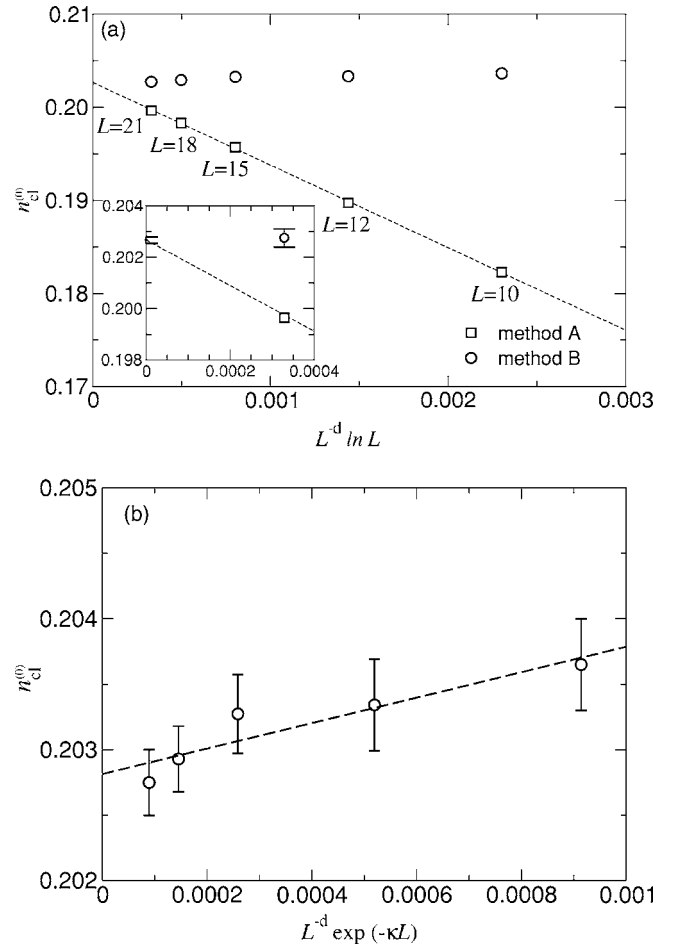 0.21
(a)
0.20
L=21
L=18
L=15
n_cl^(0)
0.19
0.204
L=12
0.202
0.18
0.200
L=10
method A
0.198
0 0.0002 0.0004
method B
0.17
0 0.001 0.002 0.003
L^-d ln L
0.205
(b)
0.204
n_cl^(0)
0.203
0.202
0 0.0002 0.0004 0.0006 0.0008 0.001
L^-d exp (-κL)